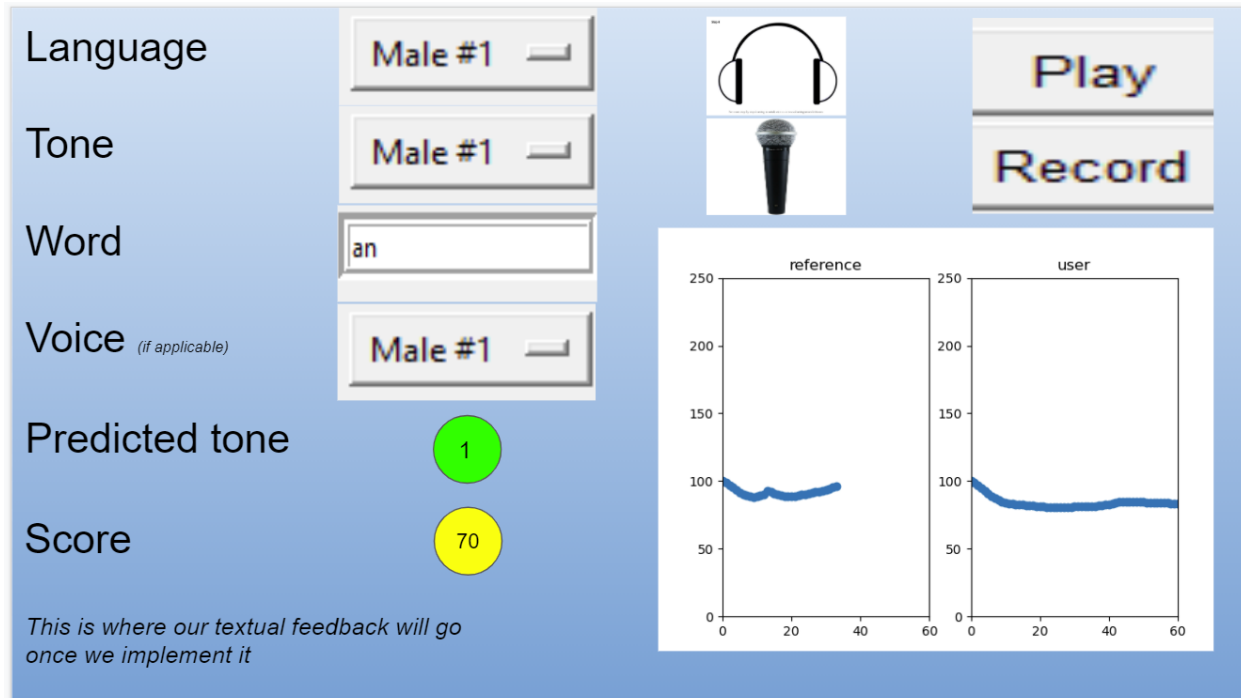 Language
Male #1
Tone
Male #1
Word
an
Voice (if applicable)
Male #1
Predicted tone
1
Score
70
This is where our textual feedback will go
once we implement it
Play
Record
reference
user
250
200
150
100
50
0
0 20 40 60
250
200
150
100
50
0
0 20 40 60